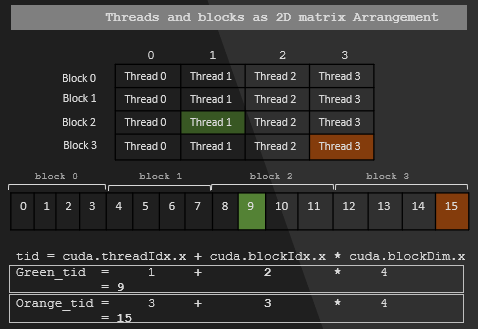 Threads and blocks as 2D matrix Arrangement
0 1 2 3
Block 0 Thread 0 Thread 1 Thread 2 Thread 3
Block 1 Thread 0 Thread 1 Thread 2 Thread 3
Block 2 Thread 0 Thread 1 Thread 2 Thread 3
Block 3 Thread 0 Thread 1 Thread 2 Thread 3
block 0 block 1 block 2 block 3
0 1 2 3 4 5 6 7 8 9 10 11 12 13 14 15
tid = cuda.threadIdx.x + cuda.blockIdx.x * cuda.blockDim.x
Green_tid = 1 + 2 * 4
= 9
Orange_tid = 3 + 3 * 4
= 15